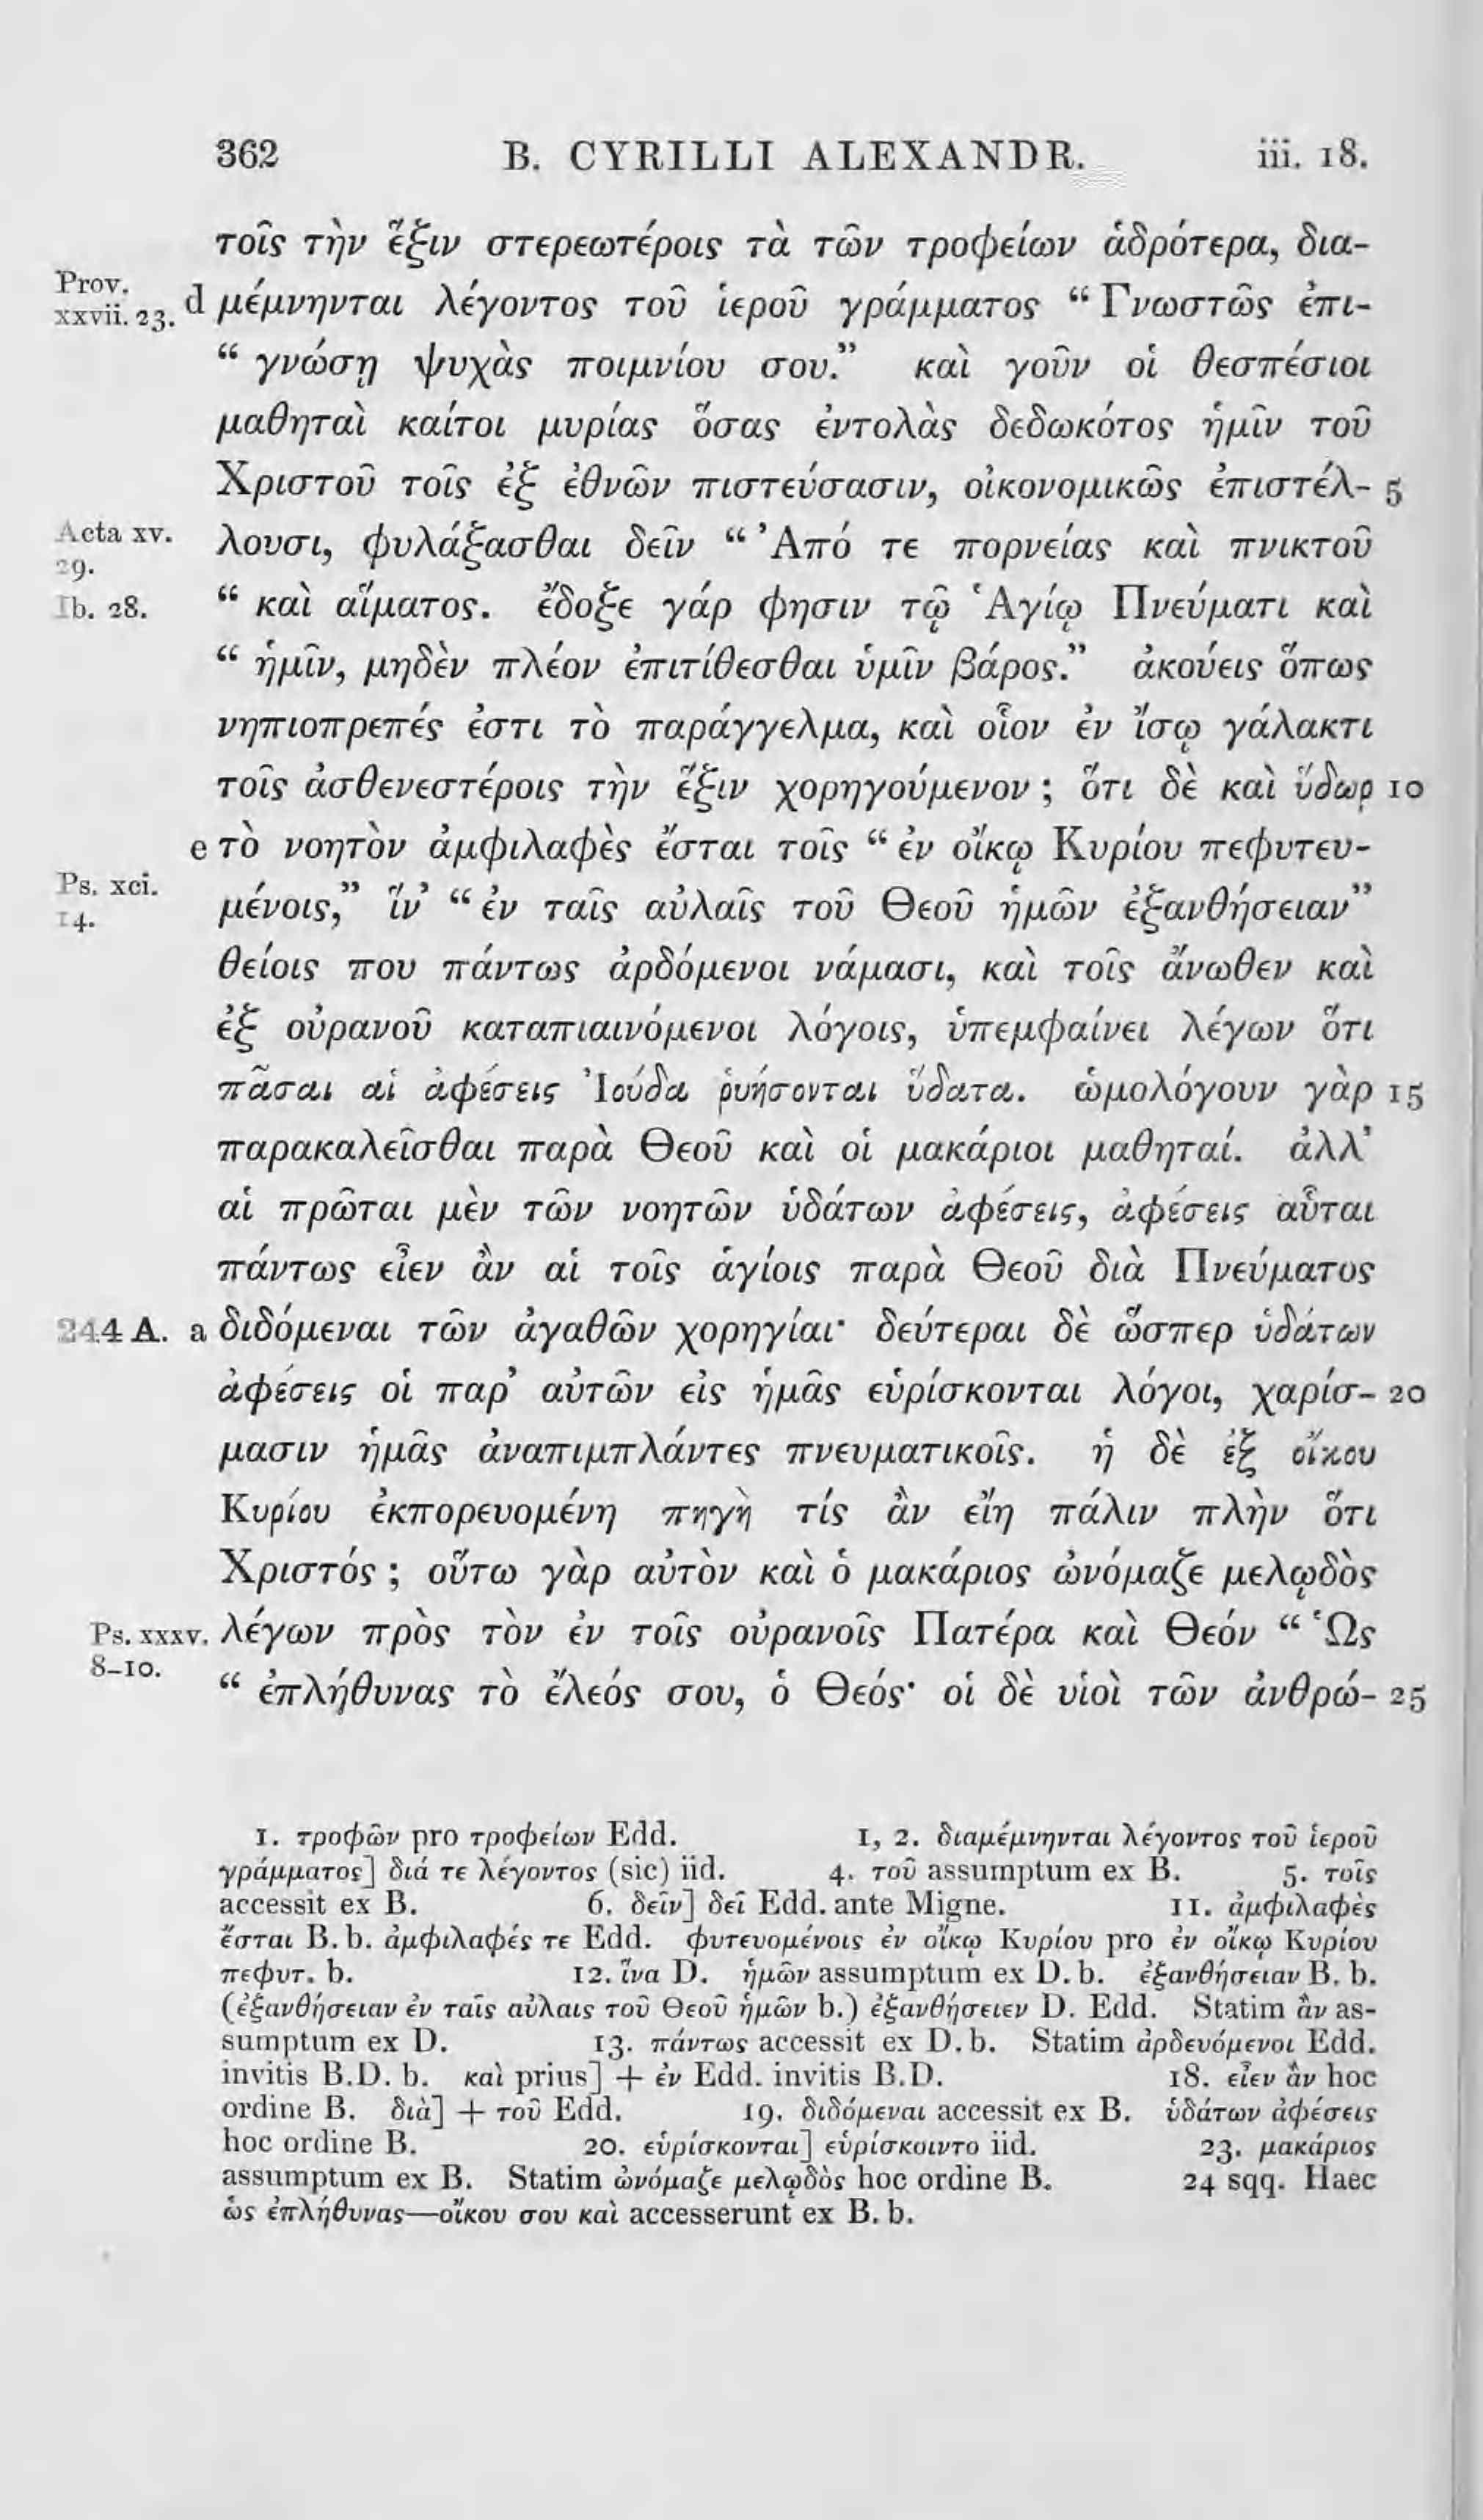 362 B. CYRILLI ALEXANDR. iii. 18.
τοῖς τὴν ἕξιν στερεωτέροις τὰ τῶν τροφείων ἁδρότερα, δια-
Prov. xxvii. 23. d μέμνηνται λέγοντος τοῦ ἱεροῦ γράμματος “ Γνωστῶς ἐπι-
“ γνώσῃ ψυχὰς ποιμνίου σου.” καὶ γοῦν οἱ θεσπέσιοι
μαθηταὶ καίτοι μυρίας ὅσας ἐντολὰς δεδωκότος ἡμῖν τοῦ
Χριστοῦ τοῖς ἐξ ἐθνῶν πιστεύσασιν, οἰκονομικῶς ἐπιστέλ- 5
Acta xv. 29. λουσι, φυλάξασθαι δεῖν “ Ἀπό τε πορνείας καὶ πνικτοῦ
Ib. 28. “ καὶ αἵματος. ἔδοξε γάρ φησιν τῷ Ἁγίῳ Πνεύματι καὶ
“ ἡμῖν, μηδὲν πλέον ἐπιτίθεσθαι ὑμῖν βάρος.” ἀκούεις ὅπως
νηπιοπρεπές ἐστι τὸ παράγγελμα, καὶ οἷον ἐν ἴσῳ γάλακτι
τοῖς ἀσθενεστέροις τὴν ἕξιν χορηγούμενον ; ὅτι δὲ καὶ ὕδωρ 10
e τὸ νοητὸν ἀμφιλαφὲς ἔσται τοῖς “ ἐν οἴκῳ Κυρίου πεφυτευ-
Ps. xci. 14. μένοις,” ἵν’ “ ἐν ταῖς αὐλαῖς τοῦ Θεοῦ ἡμῶν ἐξανθήσειαν”
θείοις που πάντως ἀρδόμενοι νάμασι, καὶ τοῖς ἄνωθεν καὶ
ἐξ οὐρανοῦ καταπιαινόμενοι λόγοις, ὑπεμφαίνει λέγων ὅτι
πᾶσαι αἱ ἀφέσεις Ἰούδα ῥυήσονται ὕδατα. ὡμολόγουν γὰρ 15
παρακαλεῖσθαι παρὰ Θεοῦ καὶ οἱ μακάριοι μαθηταί. ἀλλ’
αἱ πρῶται μὲν τῶν νοητῶν ὑδάτων ἀφέσεις, ἀφέσεις αὗται
πάντως εἶεν ἂν αἱ τοῖς ἁγίοις παρὰ Θεοῦ διὰ Πνεύματος
244 A. a διδόμεναι τῶν ἀγαθῶν χορηγίαι· δεύτεραι δὲ ὥσπερ ὑδάτων
ἀφέσεις οἱ παρ’ αὐτῶν εἰς ἡμᾶς εὑρίσκονται λόγοι, χαρίσ- 20
μασιν ἡμᾶς ἀναπιμπλάντες πνευματικοῖς. ἡ δὲ ἐξ οἴκου
Κυρίου ἐκπορευομένη πηγὴ τίς ἂν εἴη πάλιν πλὴν ὅτι
Χριστός ; οὕτω γὰρ αὐτὸν καὶ ὁ μακάριος ὠνόμαζε μελῳδὸς
Ps. xxxv. 8-10. λέγων πρὸς τὸν ἐν τοῖς οὐρανοῖς Πατέρα καὶ Θεόν “ Ὡς
“ ἐπλήθυνας τὸ ἔλεός σου, ὁ Θεός· οἱ δὲ υἱοὶ τῶν ἀνθρώ- 25
1. τροφῶν pro τροφείων Edd. 1, 2. διαμέμνηνται λέγοντος τοῦ ἱεροῦ
γράμματος] διά τε λέγοντος (sic) iid. 4. τοῦ assumptum ex B. 5. τοῖς
accessit ex B. 6. δεῖν] δεῖ Edd. ante Migne. 11. ἀμφιλαφὲς
ἔσται B. b. ἀμφιλαφές τε Edd. φυτευομένοις ἐν οἴκῳ Κυρίου pro ἐν οἴκῳ Κυρίου
πεφυτ. b. 12. ἵνα D. ἡμῶν assumptum ex D. b. ἐξανθήσειαν B. b.
(ἐξανθήσειαν ἐν ταῖς αὐλαις τοῦ Θεοῦ ἡμῶν b.) ἐξανθήσειεν D. Edd. Statim ἂν as-
sumptum ex D. 13. πάντως accessit ex D. b. Statim ἀρδευόμενοι Edd.
invitis B. D. b. καὶ prius] + ἐν Edd. invitis B. D. 18. εἶεν ἂν hoc
ordine B. διὰ] + τοῦ Edd. 19. διδόμεναι accessit ex B. ὑδάτων ἀφέσεις
hoc ordine B. 20. εὑρίσκονται] εὑρίσκοιντο iid. 23. μακάριος
assumptum ex B. Statim ὠνόμαζε μελῳδὸς hoc ordine B. 24 sqq. Haec
ὡς ἐπλήθυνας—οἴκου σου καὶ accesserunt ex B. b.